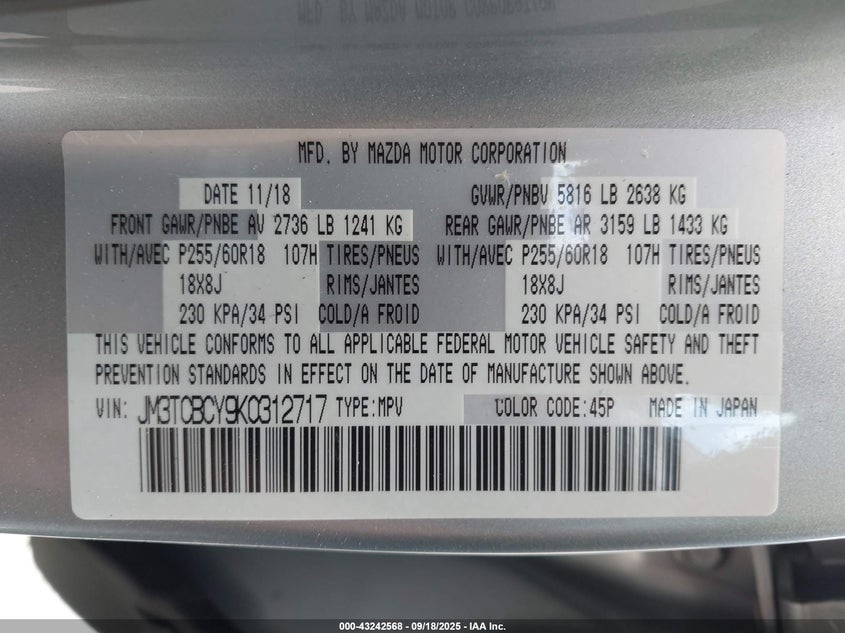 MFD. BY MAZDA MOTOR CORPORATION
DATE 11/18 GVWR/PNBV 5816 LB 2638 KG
FRONT GAWR/PNBE AV 2736 LB 1241 KG REAR GAWR/PNBE AR 3159 LB 1433 KG
WITH/AVEC P255/60R18 107H TIRES/PNEUS WITH/AVEC P255/60R18 107H TIRES/PNEUS
18X8J RIMS/JANTES 18X8J RIMS/JANTES
230 KPA/34 PSI COLD/A FROID 230 KPA/34 PSI COLD/A FROID
THIS VEHICLE CONFORMS TO ALL APPLICABLE FEDERAL MOTOR VEHICLE SAFETY AND THEFT
PREVENTION STANDARDS IN EFFECT ON THE DATE OF MANUFACTURE SHOWN ABOVE.
VIN: JM3TCBCY9K0312717 TYPE:MPV COLOR CODE:45P MADE IN JAPAN
000-43242568 - 09/18/2025 - IAA Inc.